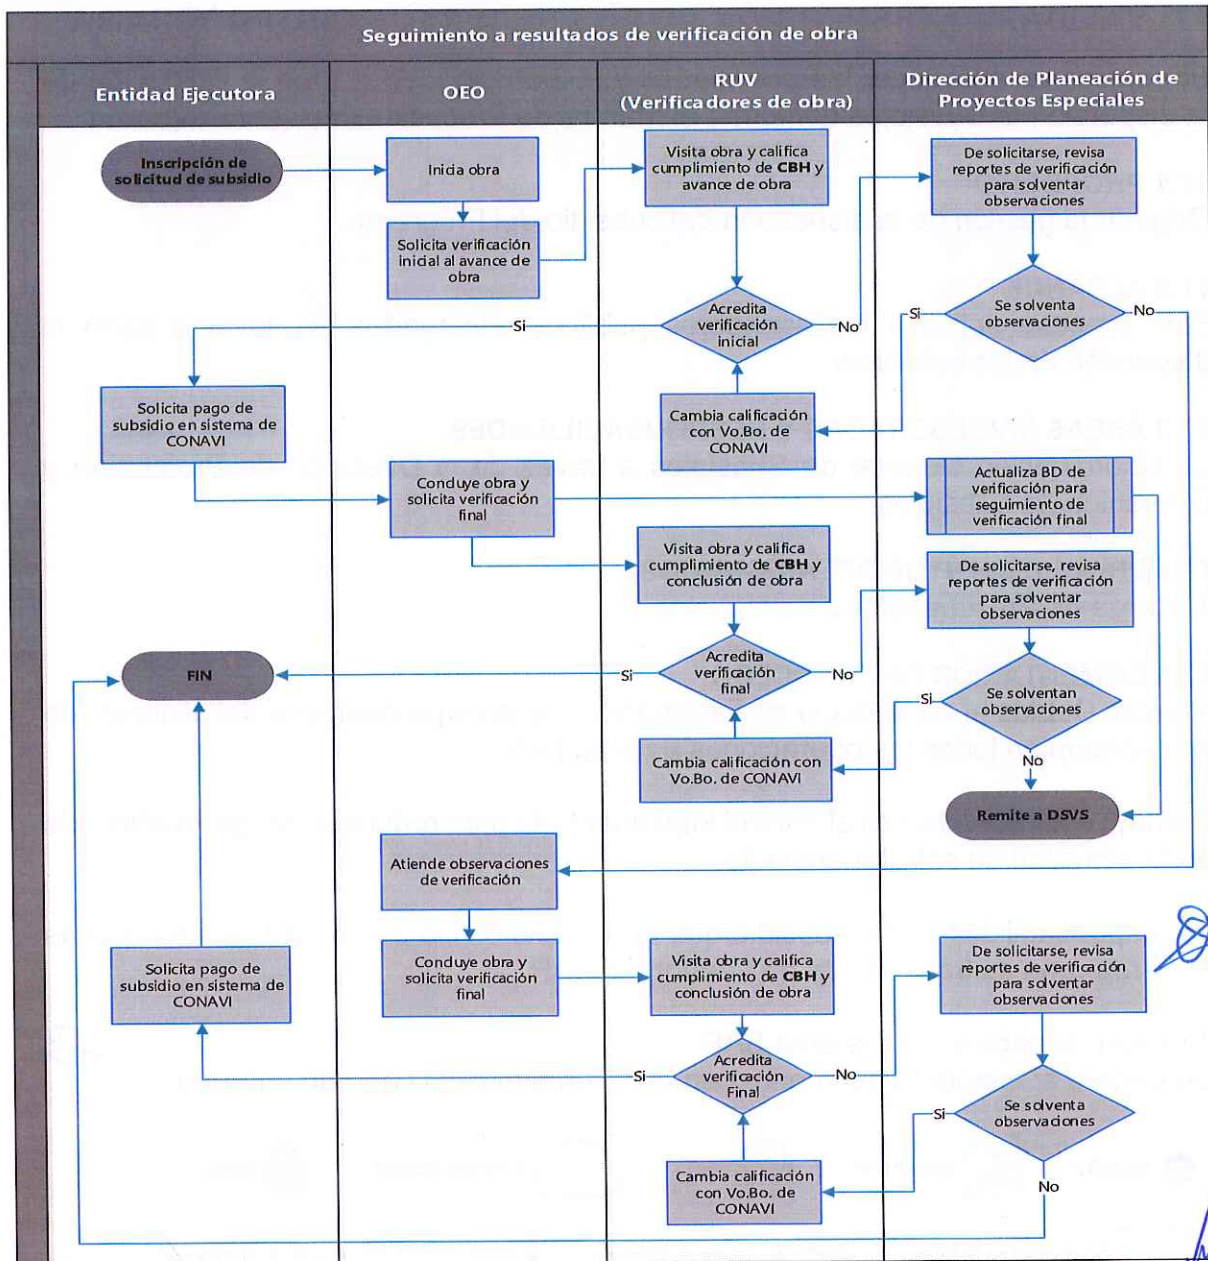 Seguimiento a resultados de verificación de obra
Entidad Ejecutora
OEO
RUV
(Verificadores de obra)
Dirección de Planeación de
Proyectos Especiales
Inscripción de
solicitud de subsidio
Inicia obra
Visita obra y califica
cumplimiento de CBH y
avance de obra
De solicitarse, revisa
reportes de verificación
para solventar
observaciones
Solicita verificación
inicial al avance de
obra
Si
Acredita
verificación
inicial
No
Si
Se solventa
observaciones
No
Solicita pago de
subsidio en sistema de
CONAVI
Cambia calificación
con Vo.Bo. de
CONAVI
Concluye obra y
solicita verificación
final
Actualiza BD de
verificación para
seguimiento de
verificación final
Visita obra y califica
cumplimiento de CBH y
conclusión de obra
De solicitarse, revisa
reportes de verificación
para solventar
observaciones
FIN
Si
Acredita
verificación
final
No
Si
Se solventan
observaciones
No
Cambia calificación con
Vo.Bo. de CONAVI
Remite a DSVS
Atiende observaciones
de verificación
Solicita pago de
subsidio en sistema de
CONAVI
Concluye obra y
solicita verificación
final
Visita obra y califica
cumplimiento de CBH y
conclusión de obra
De solicitarse, revisa
reportes de verificación
para solventar
observaciones
Si
Acredita
verificación
Final
No
Si
Se solventa
observaciones
No
Cambia calificación
con Vo.Bo. de
CONAVI